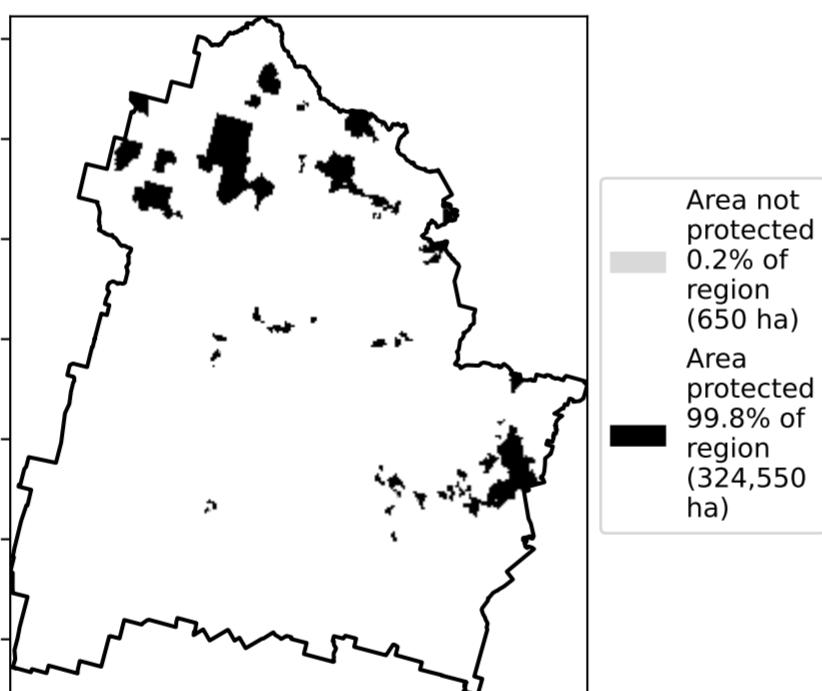 Area not
protected
0.2% of
region
(650 ha)
Area
protected
99.8% of
region
(324,550
ha)